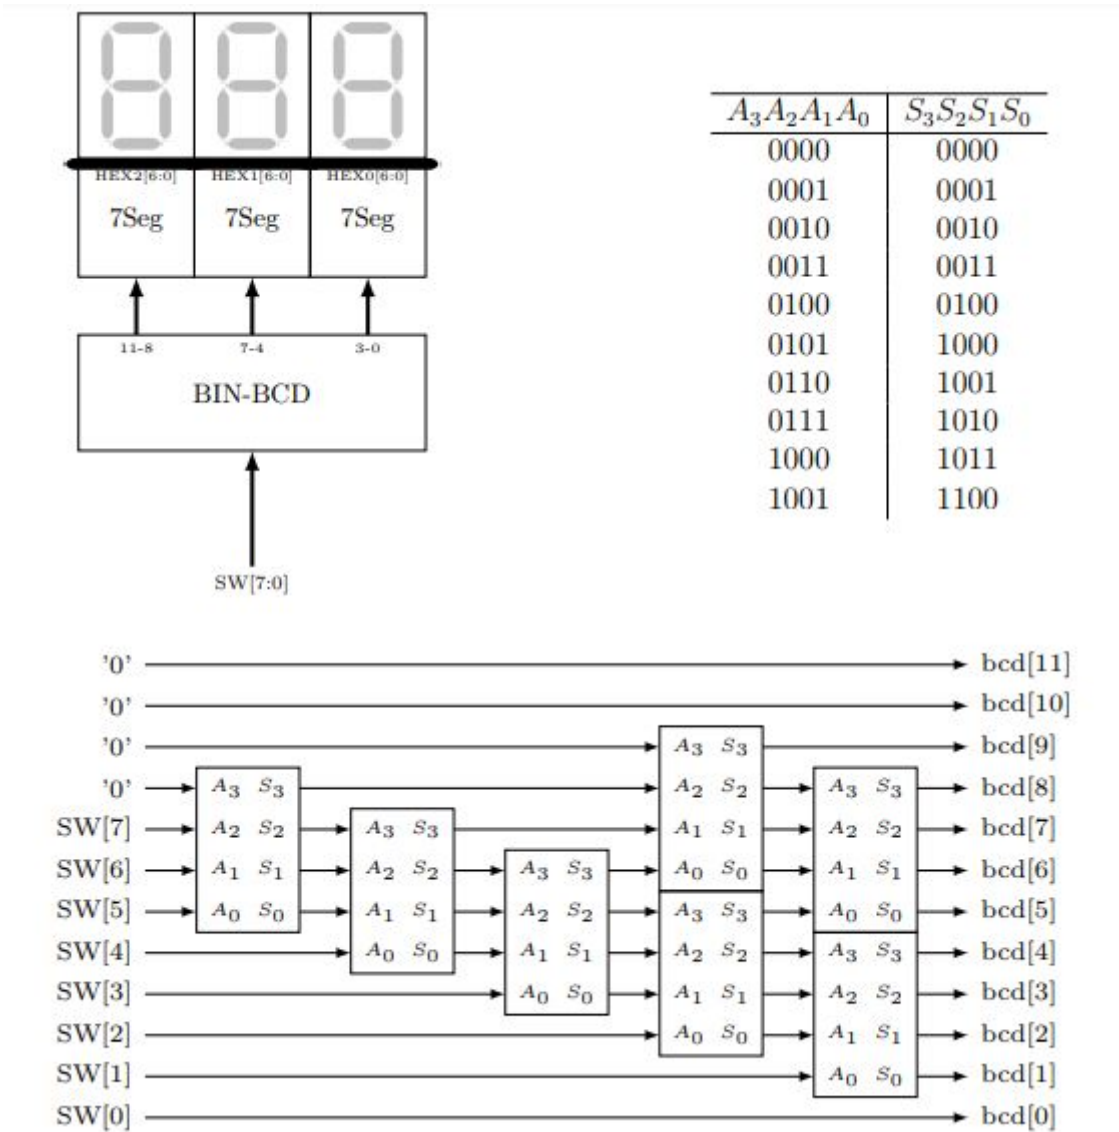 HEX2[6:0] HEX1[6:0] HEX0[6:0]
7Seg 7Seg 7Seg
11-8 7-4 3-0
BIN-BCD
SW[7:0]
A3A2A1A0 S3S2S1S0
0000 0000
0001 0001
0010 0010
0011 0011
0100 0100
0101 1000
0110 1001
0111 1010
1000 1011
1001 1100
'0' bcd[11]
'0' bcd[10]
'0' A3 S3 bcd[9]
'0' A3 S3 A2 S2 A3 S3 bcd[8]
SW[7] A2 S2 A3 S3 A1 S1 A2 S2 bcd[7]
SW[6] A1 S1 A2 S2 A3 S3 A0 S0 A1 S1 bcd[6]
SW[5] A0 S0 A1 S1 A2 S2 A3 S3 A0 S0 bcd[5]
SW[4] A0 S0 A1 S1 A2 S2 A3 S3 bcd[4]
SW[3] A0 S0 A1 S1 A2 S2 bcd[3]
SW[2] A0 S0 A1 S1 bcd[2]
SW[1] A0 S0 bcd[1]
SW[0] bcd[0]